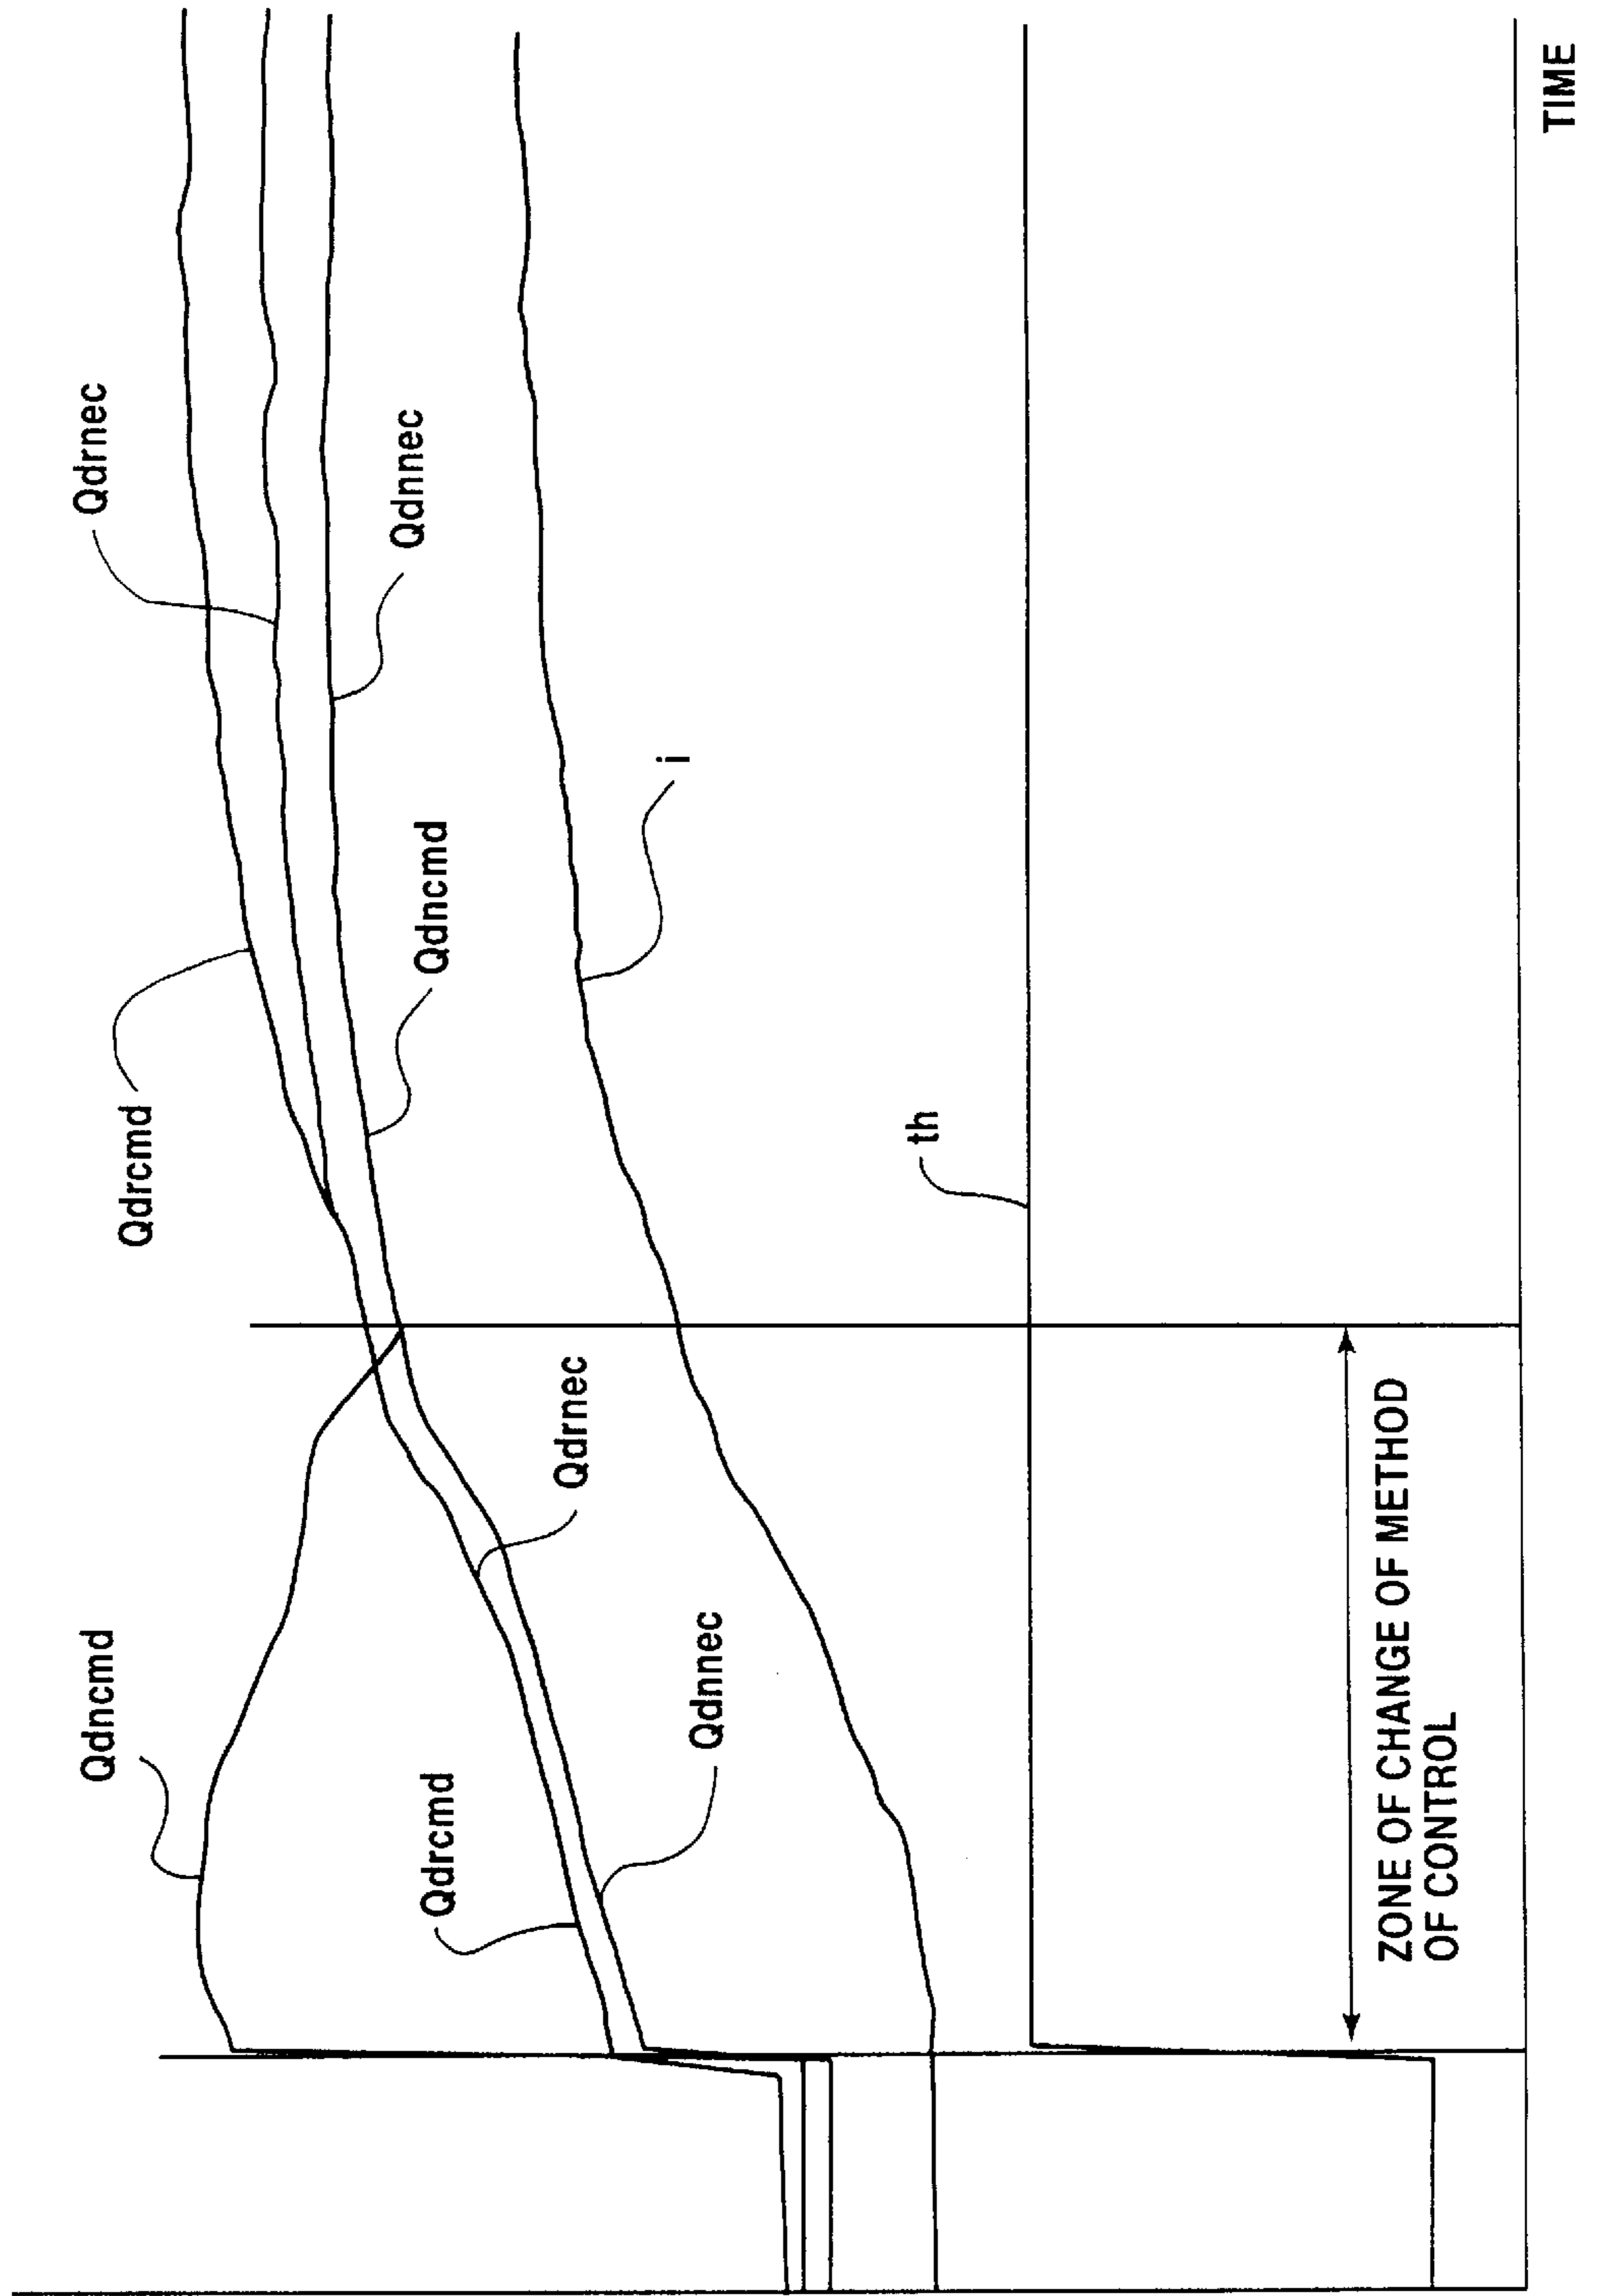 Qdncmd
Qdrcmd
Qdrnec
Qdrcmd
Qdncmd
Qdnnec
Qdrnec
Qdnnec
i
th
ZONE OF CHANGE OF METHOD
OF CONTROL
TIME